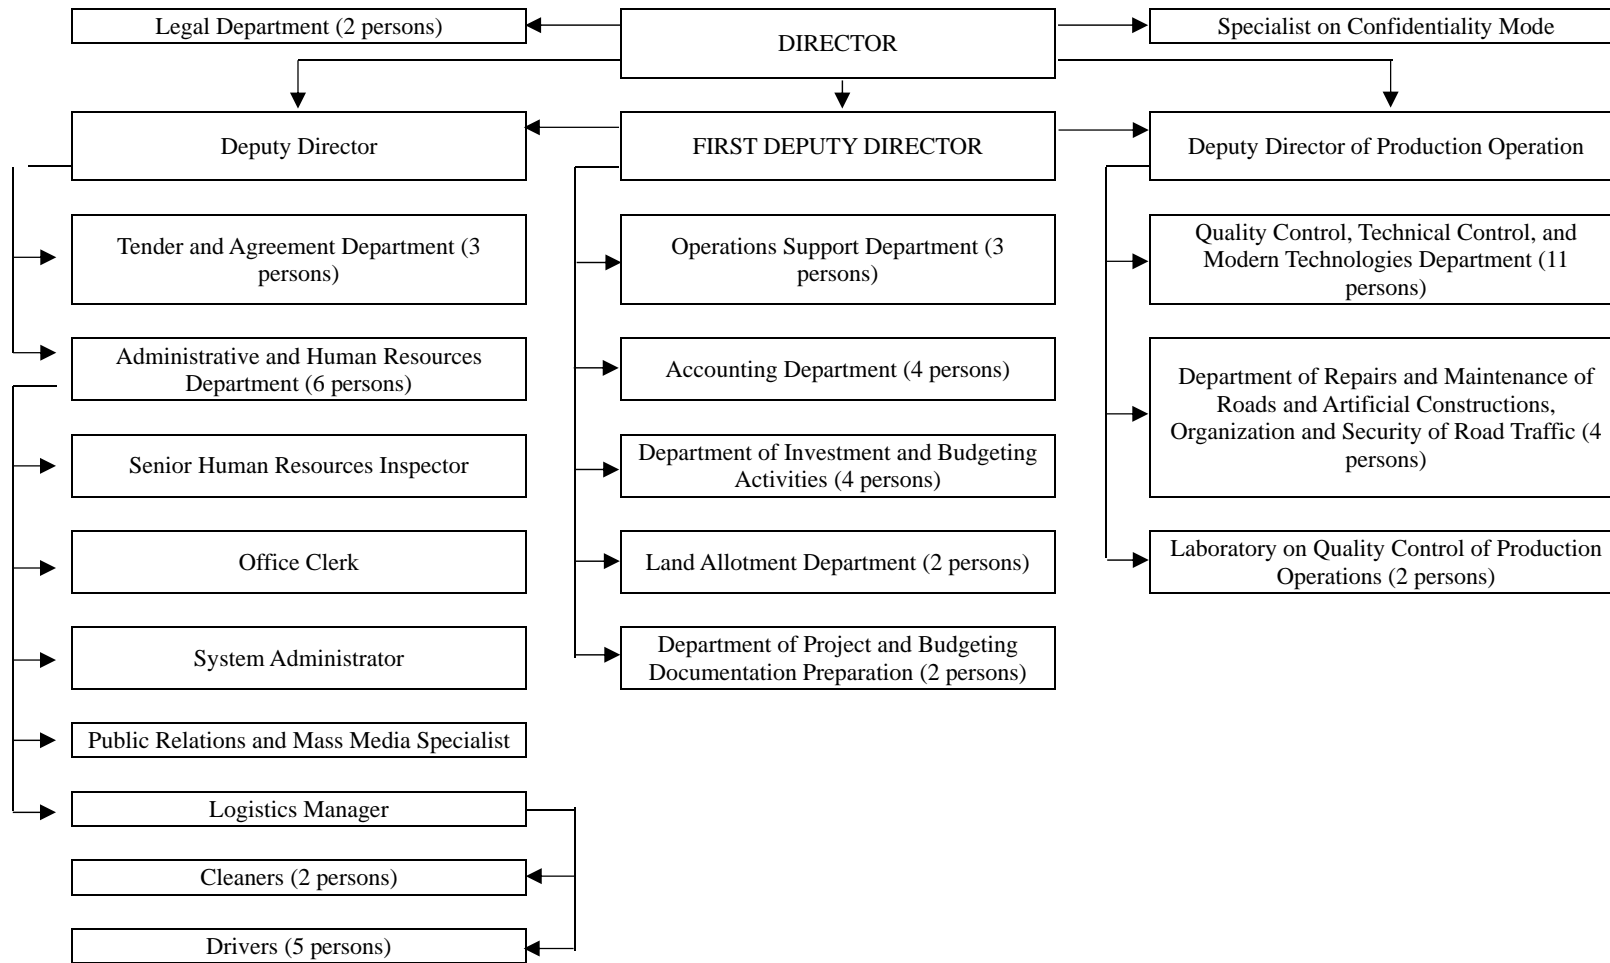 Legal Department (2 persons)
DIRECTOR
Specialist on Confidentiality Mode
Deputy Director
FIRST DEPUTY DIRECTOR
Deputy Director of Production Operation
Tender and Agreement Department (3
persons)
Operations Support Department (3
persons)
Quality Control, Technical Control, and
Modern Technologies Department (11
persons)
Administrative and Human Resources
Department (6 persons)
Accounting Department (4 persons)
Department of Repairs and Maintenance of
Roads and Artificial Constructions,
Organization and Security of Road Traffic (4
persons)
Senior Human Resources Inspector
Department of Investment and Budgeting
Activities (4 persons)
Office Clerk
Land Allotment Department (2 persons)
Laboratory on Quality Control of Production
Operations (2 persons)
System Administrator
Department of Project and Budgeting
Documentation Preparation (2 persons)
Public Relations and Mass Media Specialist
Logistics Manager
Cleaners (2 persons)
Drivers (5 persons)